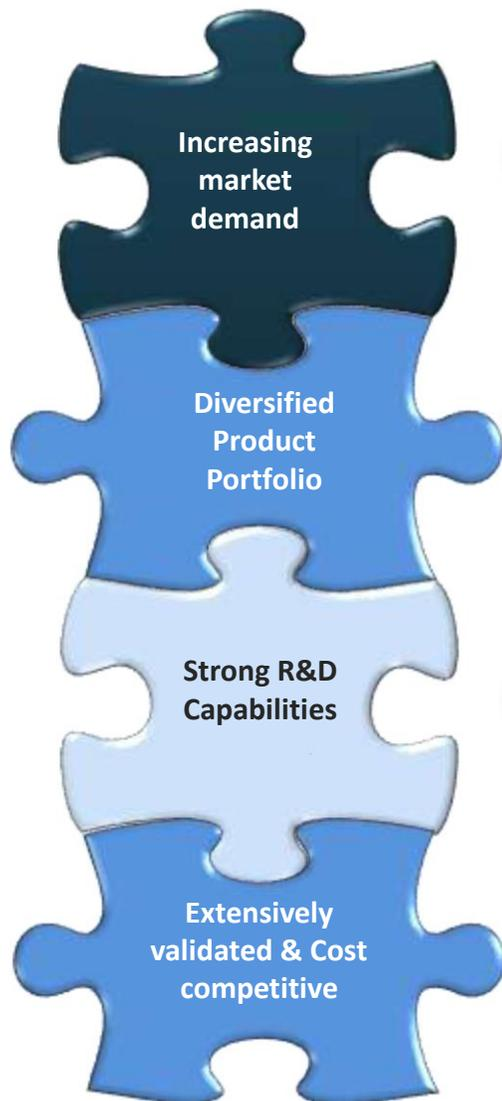 Increasing
market
demand
Diversified
Product
Portfolio
Strong R&D
Capabilities
Extensively
validated & Cost
competitive